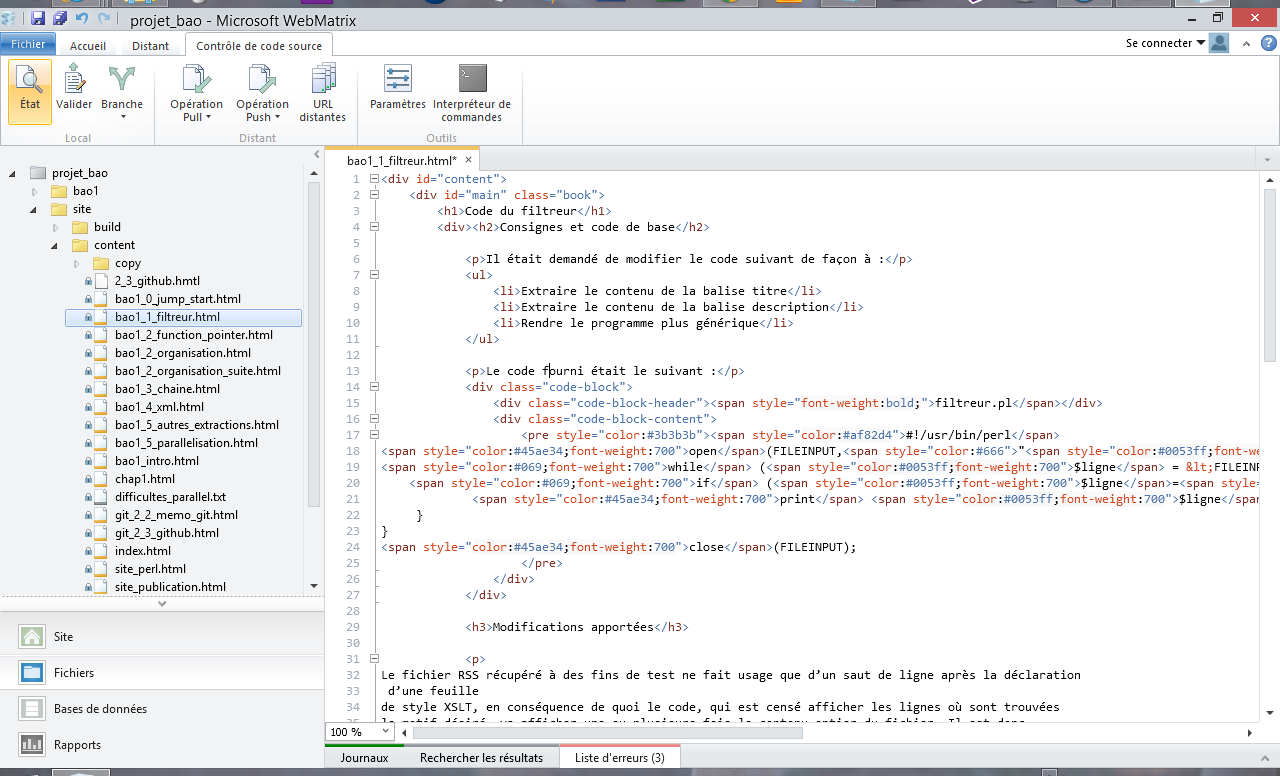 projet_bao - Microsoft WebMatrix
Fichier Accueil Distant Contrôle de code source Se connecter
État Valider Branche Opération Pull Opération Push URL distantes Paramètres Interpréteur de commandes
Local Distant Outils
projet_bao
bao1
site
build
content
copy
2_3_github.hmtl
bao1_0_jump_start.html
bao1_1_filtreur.html
bao1_2_function_pointer.html
bao1_2_organisation.html
bao1_2_organisation_suite.html
bao1_3_chaine.html
bao1_4_xml.html
bao1_5_autres_extractions.html
bao1_5_parallelisation.html
bao1_intro.html
chap1.html
difficultes_parallel.txt
git_2_2_memo_git.html
git_2_3_github.html
index.html
site_perl.html
site_publication.html
Site
Fichiers
Bases de données
Rapports
bao1_1_filtreur.html*
1 <div id="content">
2 <div id="main" class="book">
3 <h1>Code du filtreur</h1>
4 <div><h2>Consignes et code de base</h2>
5
6 <p>Il était demandé de modifier le code suivant de façon à :</p>
7 <ul>
8 <li>Extraire le contenu de la balise titre</li>
9 <li>Extraire le contenu de la balise description</li>
10 <li>Rendre le programme plus générique</li>
11 </ul>
12
13 <p>Le code fourni était le suivant :</p>
14 <div class="code-block">
15 <div class="code-block-header"><span style="font-weight:bold;">filtreur.pl</span></div>
16 <div class="code-block-content">
17 <pre style="color:#3b3b3b"><span style="color:#af82d4">#!/usr/bin/perl</span>
18 <span style="color:#45ae34;font-weight:700">open</span>(FILEINPUT,<span style="color:#666">"<span style="color:#0053ff;font-weight
19 <span style="color:#069;font-weight:700">while</span> (<span style="color:#0053ff;font-weight:700">$ligne</span> = &lt;FILEINP
20 <span style="color:#069;font-weight:700">if</span> (<span style="color:#0053ff;font-weight:700">$ligne</span>=<span style=
21 <span style="color:#45ae34;font-weight:700">print</span> <span style="color:#0053ff;font-weight:700">$ligne</span
22 }
23 }
24 <span style="color:#45ae34;font-weight:700">close</span>(FILEINPUT);
25 </pre>
26 </div>
27 </div>
28
29 <h3>Modifications apportées</h3>
30
31 <p>
32 Le fichier RSS récupéré à des fins de test ne fait usage que d’un saut de ligne après la déclaration
33 d’une feuille
34 de style XSLT, en conséquence de quoi le code, qui est censé afficher les lignes où sont trouvées
100 %
Journaux Rechercher les résultats Liste d'erreurs (3)